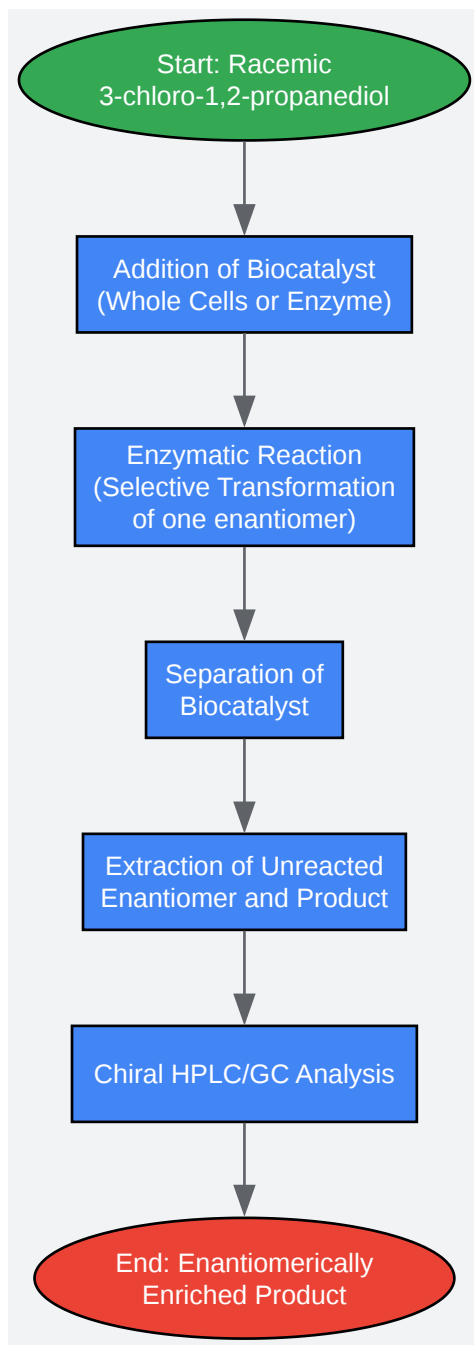 Start: Racemic
3-chloro-1,2-propanediol
Addition of Biocatalyst
(Whole Cells or Enzyme)
Enzymatic Reaction
(Selective Transformation
of one enantiomer)
Separation of
Biocatalyst
Extraction of Unreacted
Enantiomer and Product
Chiral HPLC/GC Analysis
End: Enantiomerically
Enriched Product